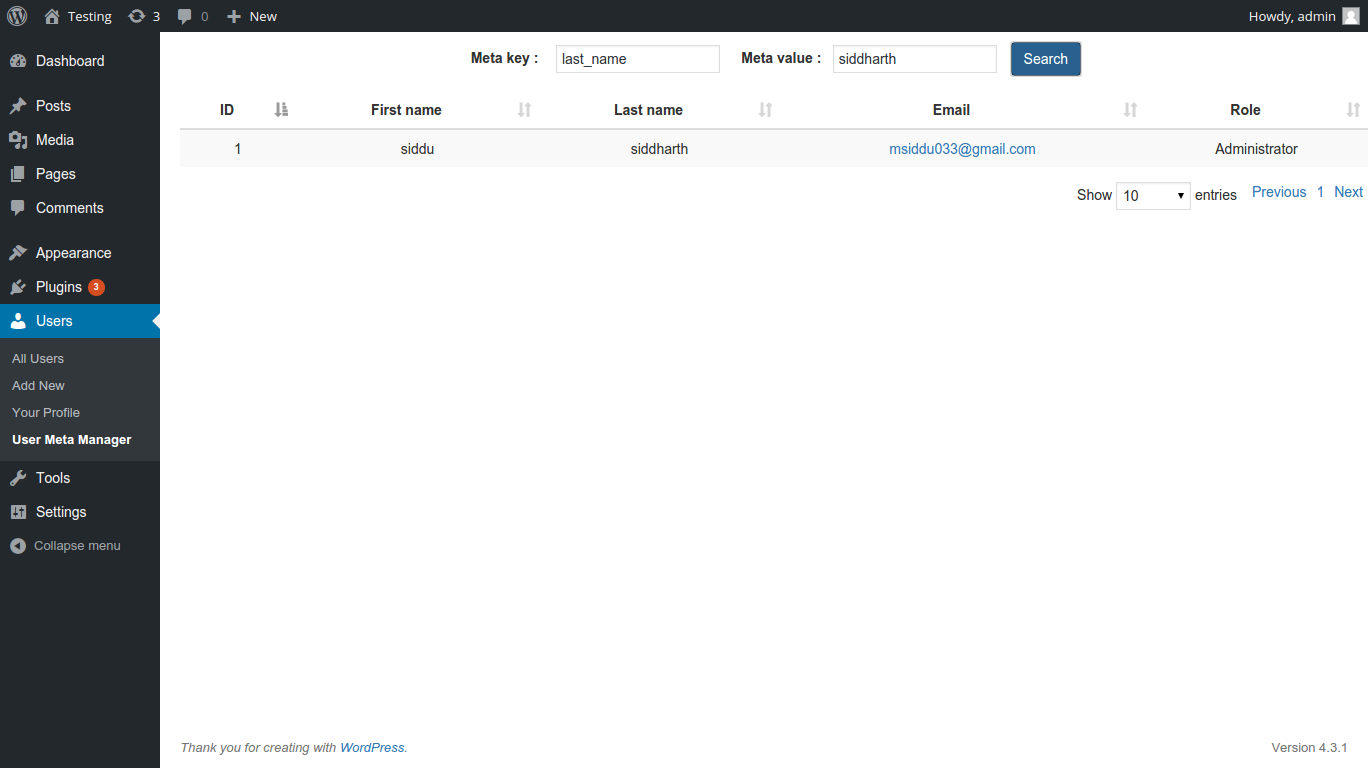 Testing 3 0 New Howdy, admin
Dashboard
Posts
Media
Pages
Comments
Appearance
Plugins 3
Users
All Users
Add New
Your Profile
User Meta Manager
Tools
Settings
Collapse menu
Meta key : last_name Meta value : siddharth Search
ID First name Last name Email Role
1 siddu siddharth msiddu033@gmail.com Administrator
Show 10 entries Previous 1 Next
Thank you for creating with WordPress. Version 4.3.1